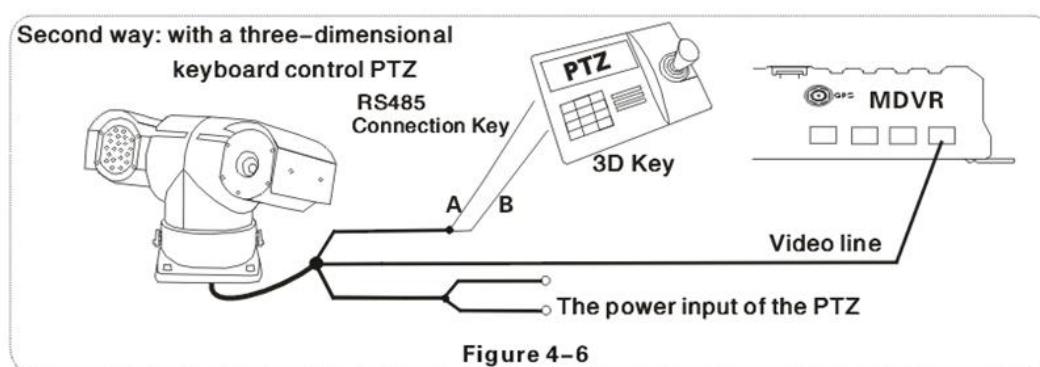 Second way: with a three-dimensional
keyboard control PTZ
RS485
Connection Key
PTZ
3D Key
GPS
MDVR
A
B
Video line
The power input of the PTZ
Figure 4-6